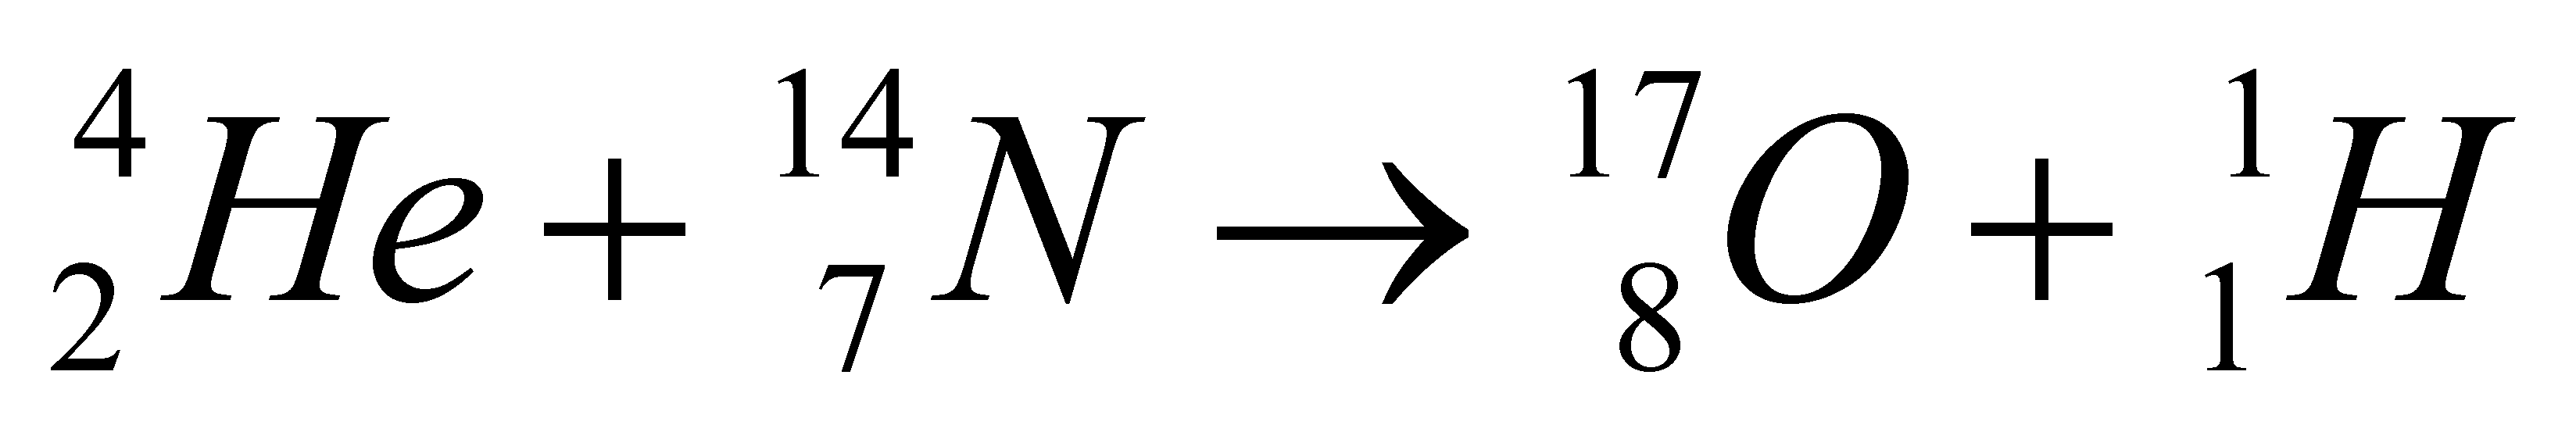 ⁴₂He + ¹⁴₇N → ¹⁷₈O + ¹₁H